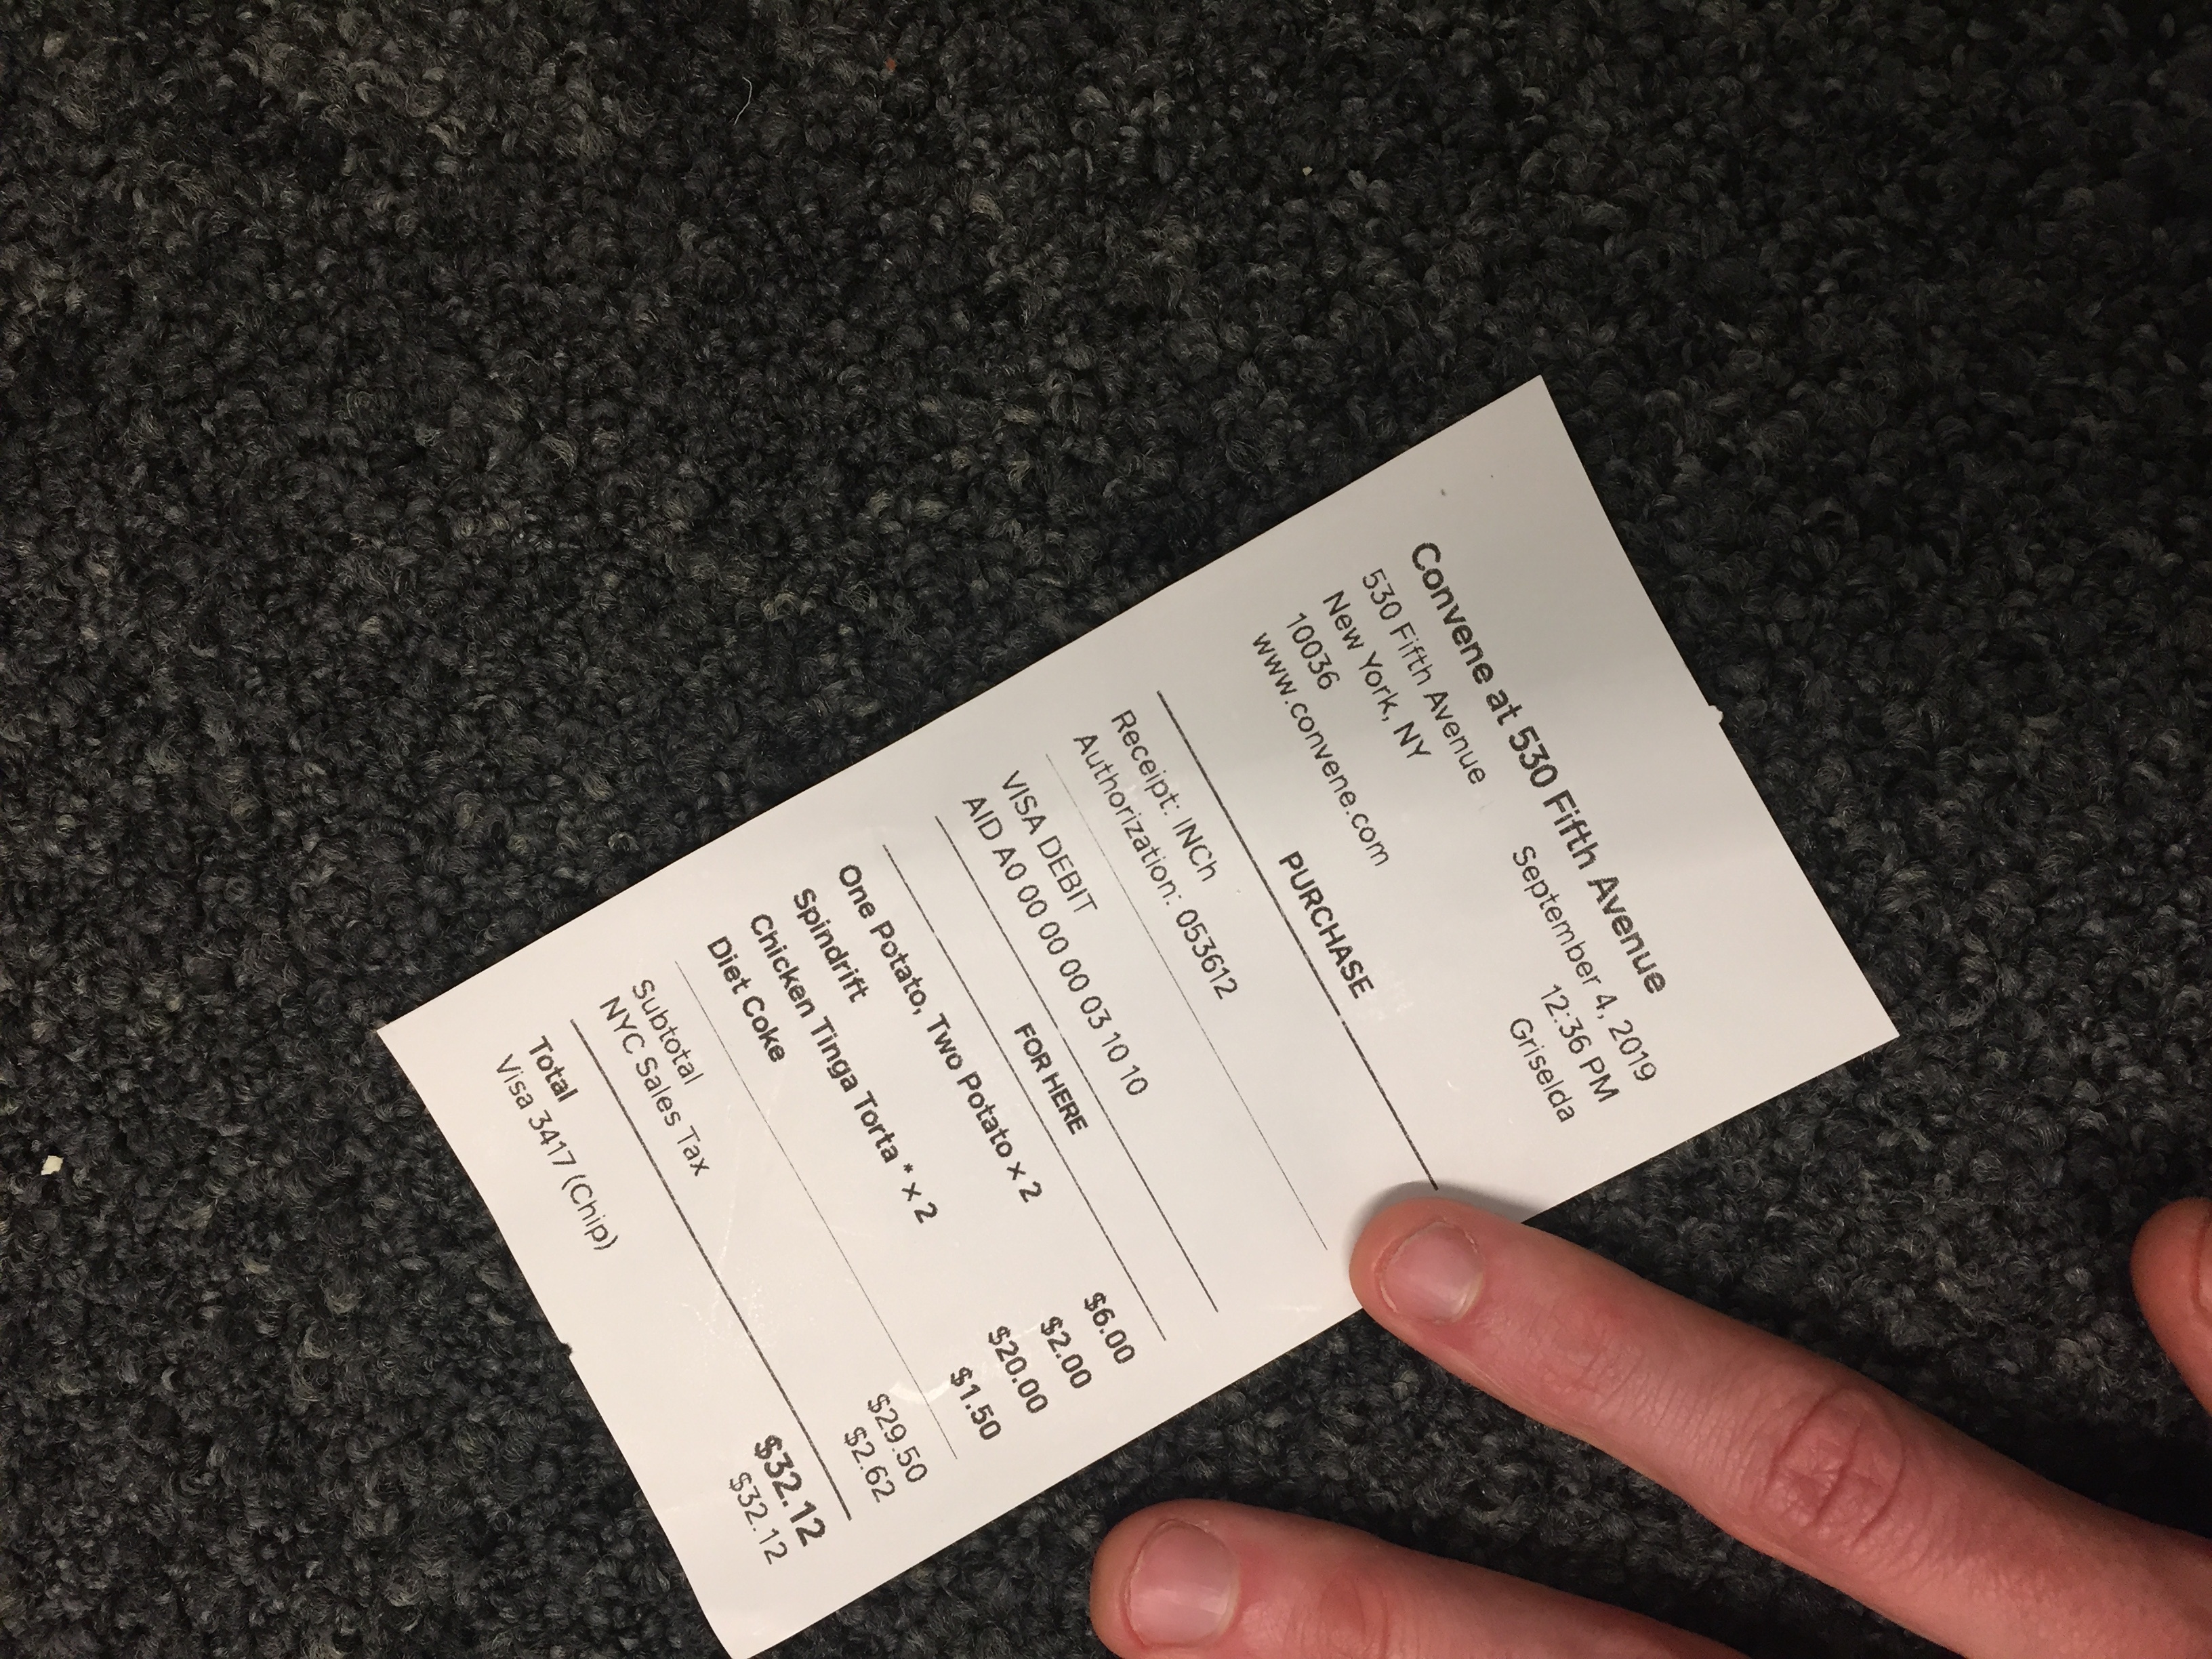 Convene at 530 Fifth Avenue
530 Fifth Avenue
New York, NY
10036
www.convene.com
September 4, 2019
12:36 PM
Griselda
PURCHASE
Receipt: INCh
Authorization: 053612
VISA DEBIT
AID A0 00 00 00 00 03 10 10
FOR HERE
One Potato, Two Potato x 2 $6.00
Spindrift $2.00
Chicken Tinga Torta * x 2 $20.00
Diet Coke $1.50
Subtotal $29.50
NYC Sales Tax $2.62
Total $32.12
Visa 3417 (Chip) $32.12